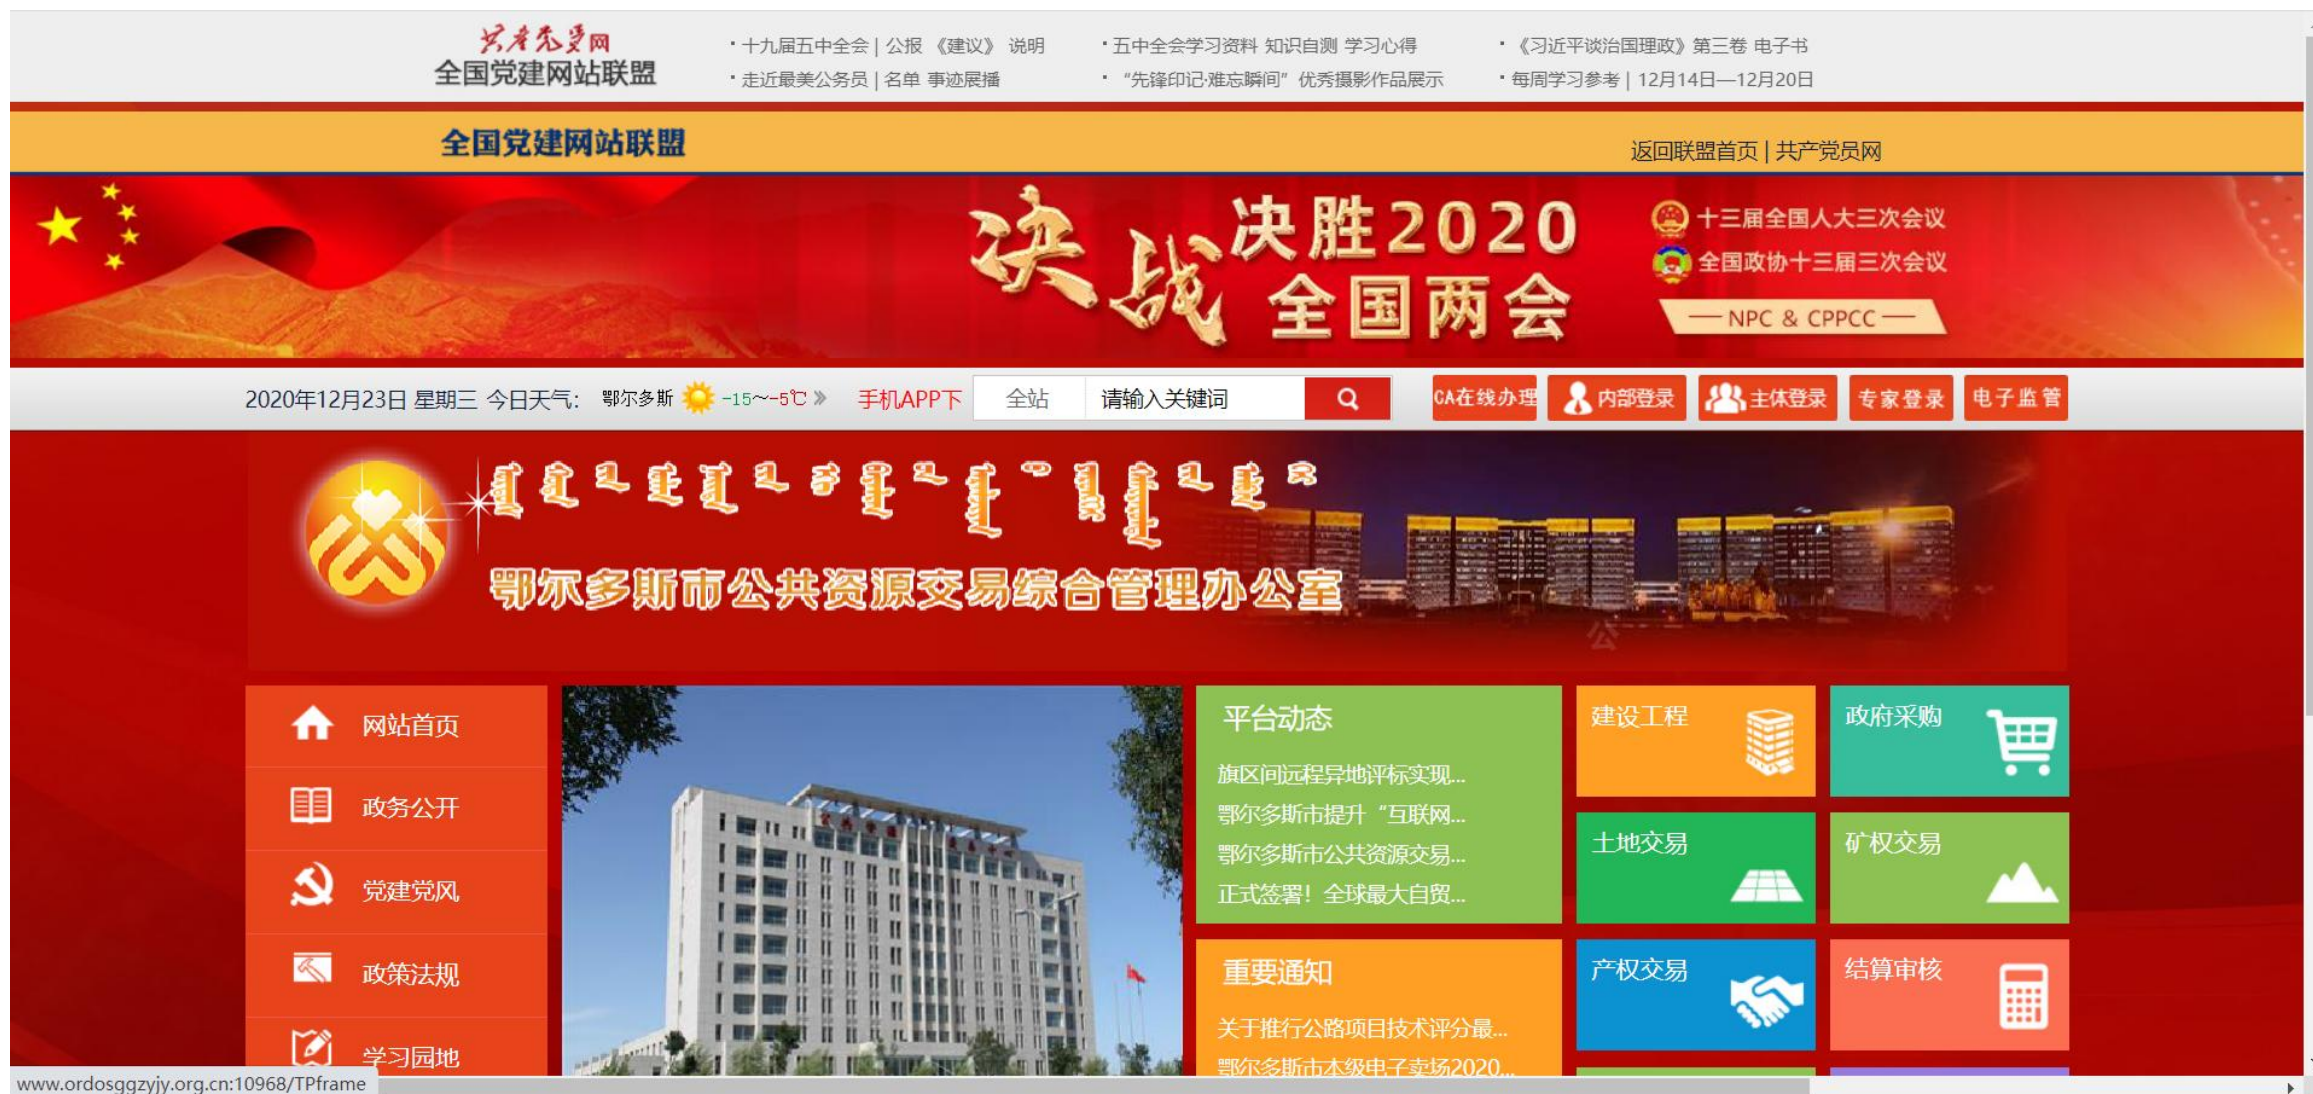 共产党员网
全国党建网站联盟
·十九届五中全会 | 公报 《建议》 说明
·五中全会学习资料 知识自测 学习心得
·《习近平谈治国理政》第三卷 电子书
·走近最美公务员 | 名单 事迹展播
·“先锋印记·难忘瞬间”优秀摄影作品展示
·每周学习参考 | 12月14日—12月20日
全国党建网站联盟
返回联盟首页 | 共产党员网
决战
决胜2020
全国两会
十三届全国人大三次会议
全国政协十三届三次会议
NPC & CPPCC
2020年12月23日 星期三 今日天气: 鄂尔多斯 -15～-5℃ 手机APP下 全站 请输入关键词 CA在线办理 内部登录 主体登录 专家登录 电子监管
鄂尔多斯市公共资源交易综合管理办公室
公
网站首页
政务公开
党建党风
政策法规
学习园地
平台动态
旗区间远程异地评标实现...
鄂尔多斯市提升“互联网...
鄂尔多斯市公共资源交易...
正式签署！全球最大自贸...
重要通知
关于推行公路项目技术评分最...
鄂尔多斯市本级电子卖场2020...
建设工程
政府采购
土地交易
矿权交易
产权交易
结算审核
www.ordosggzyjy.org.cn:10968/TPframe